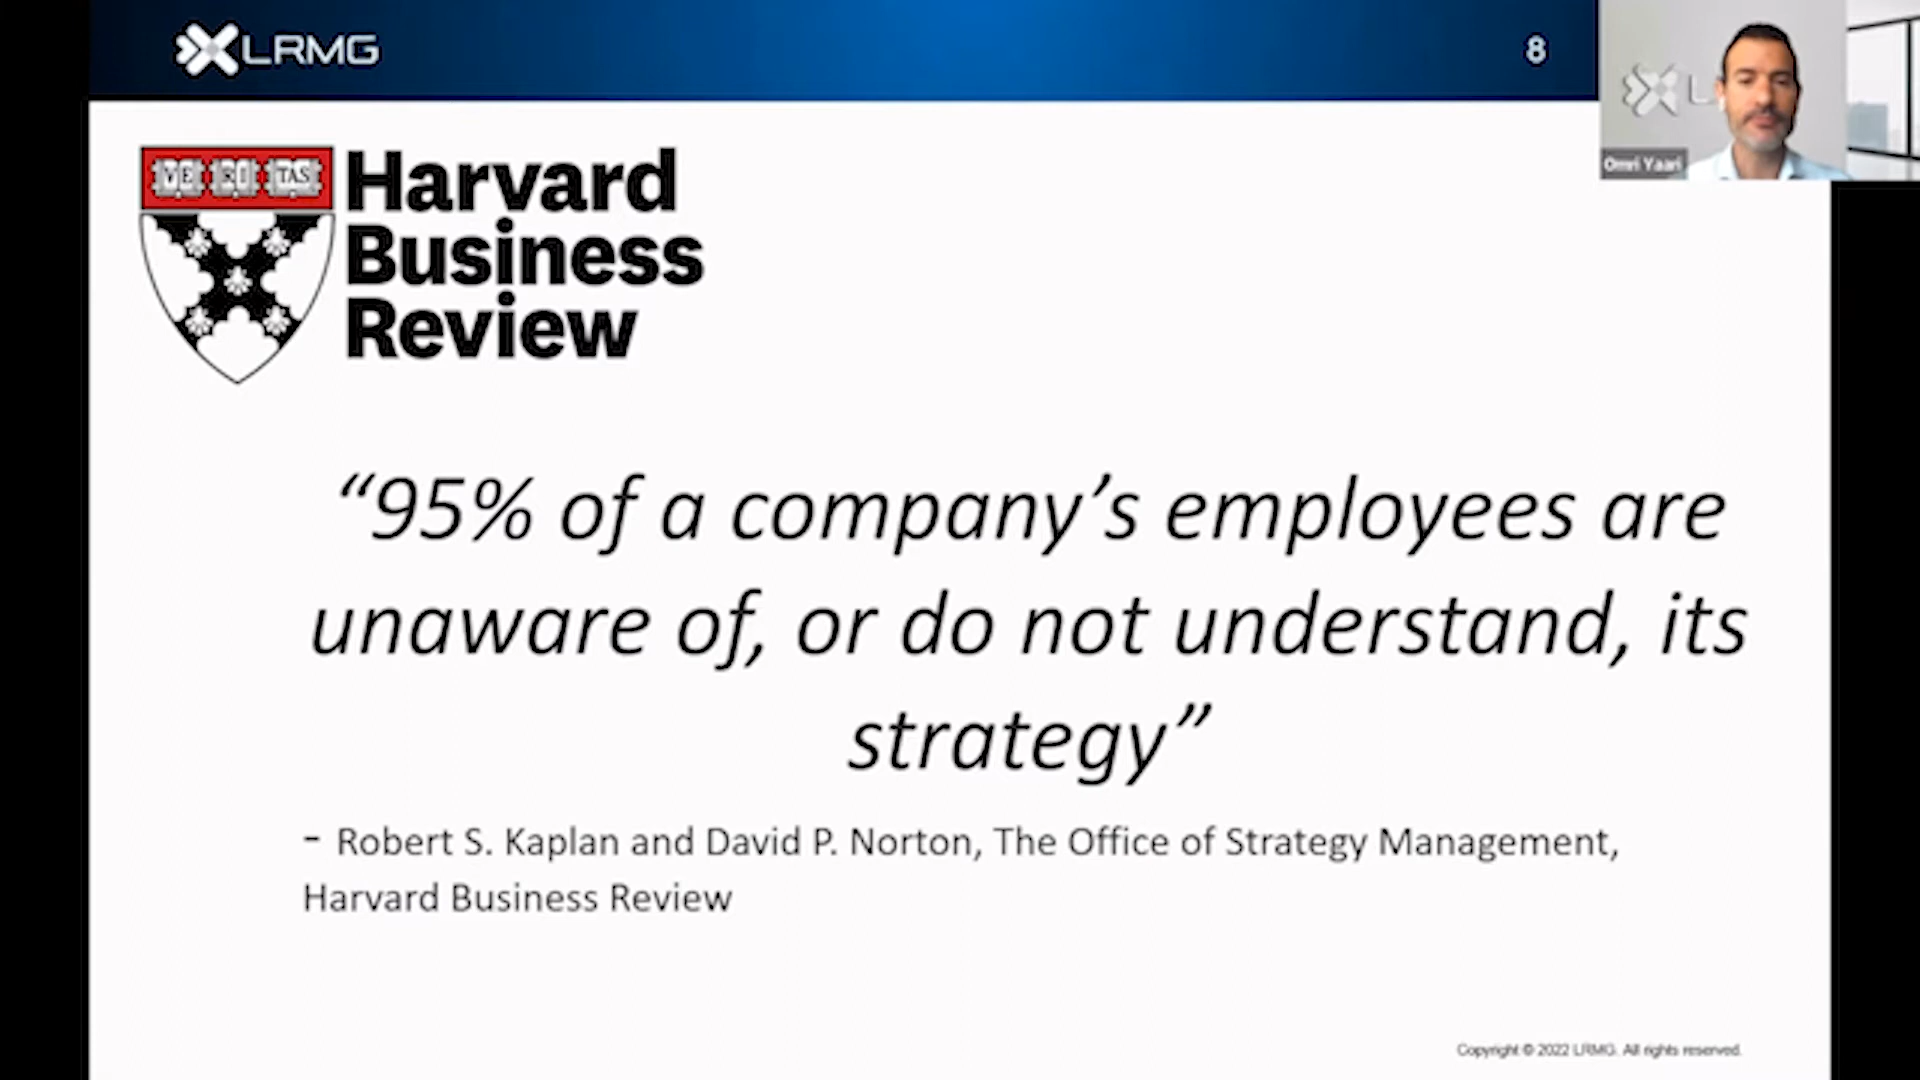 LRMG
8
L
Omri Yaari
VE RI TAS
Harvard
Business
Review
“95% of a company’s employees are
unaware of, or do not understand, its
strategy”
- Robert S. Kaplan and David P. Norton, The Office of Strategy Management,
Harvard Business Review
Copyright © 2022 LRMG. All rights reserved.